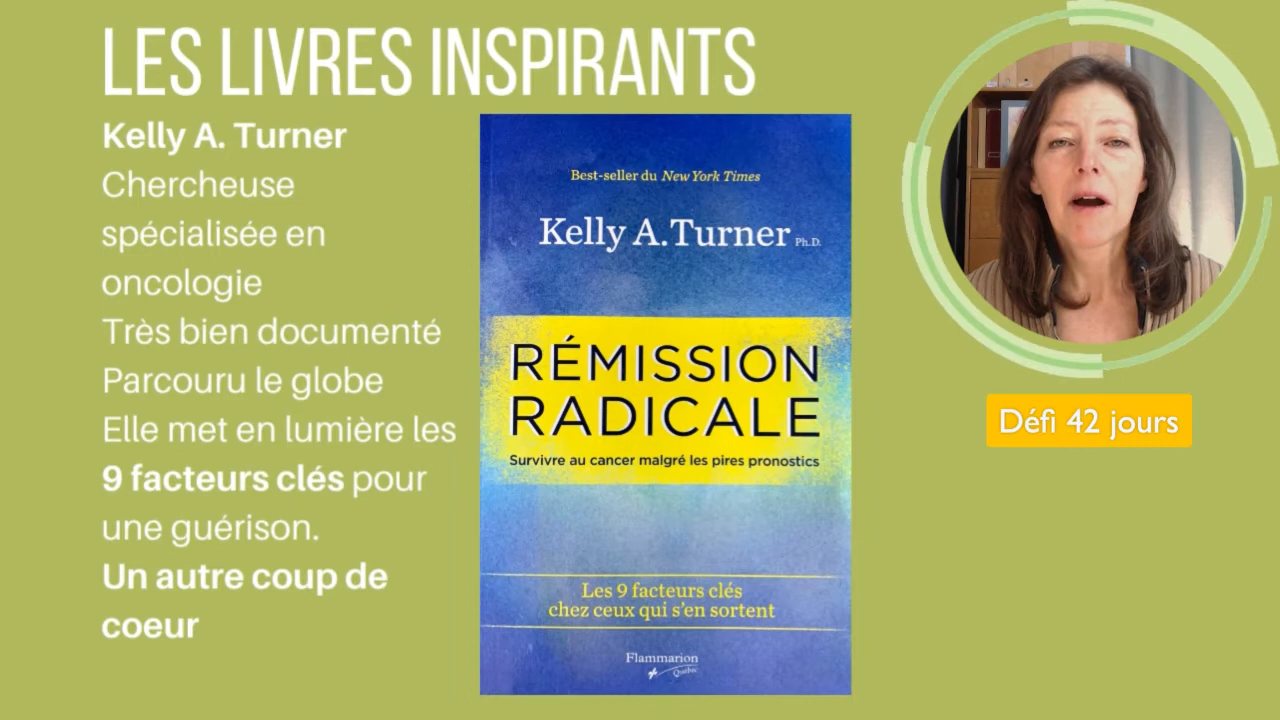 LES LIVRES INSPIRANTS
Kelly A. Turner
Chercheuse
spécialisée en
oncologie
Très bien documenté
Parcouru le globe
Elle met en lumière les
9 facteurs clés pour
une guérison.
Un autre coup de
coeur
Best-seller du New York Times
Kelly A. Turner Ph.D.
RÉMISSION
RADICALE
Survivre au cancer malgré les pires pronostics
Les 9 facteurs clés
chez ceux qui s'en sortent
Flammarion
Québec
Défi 42 jours